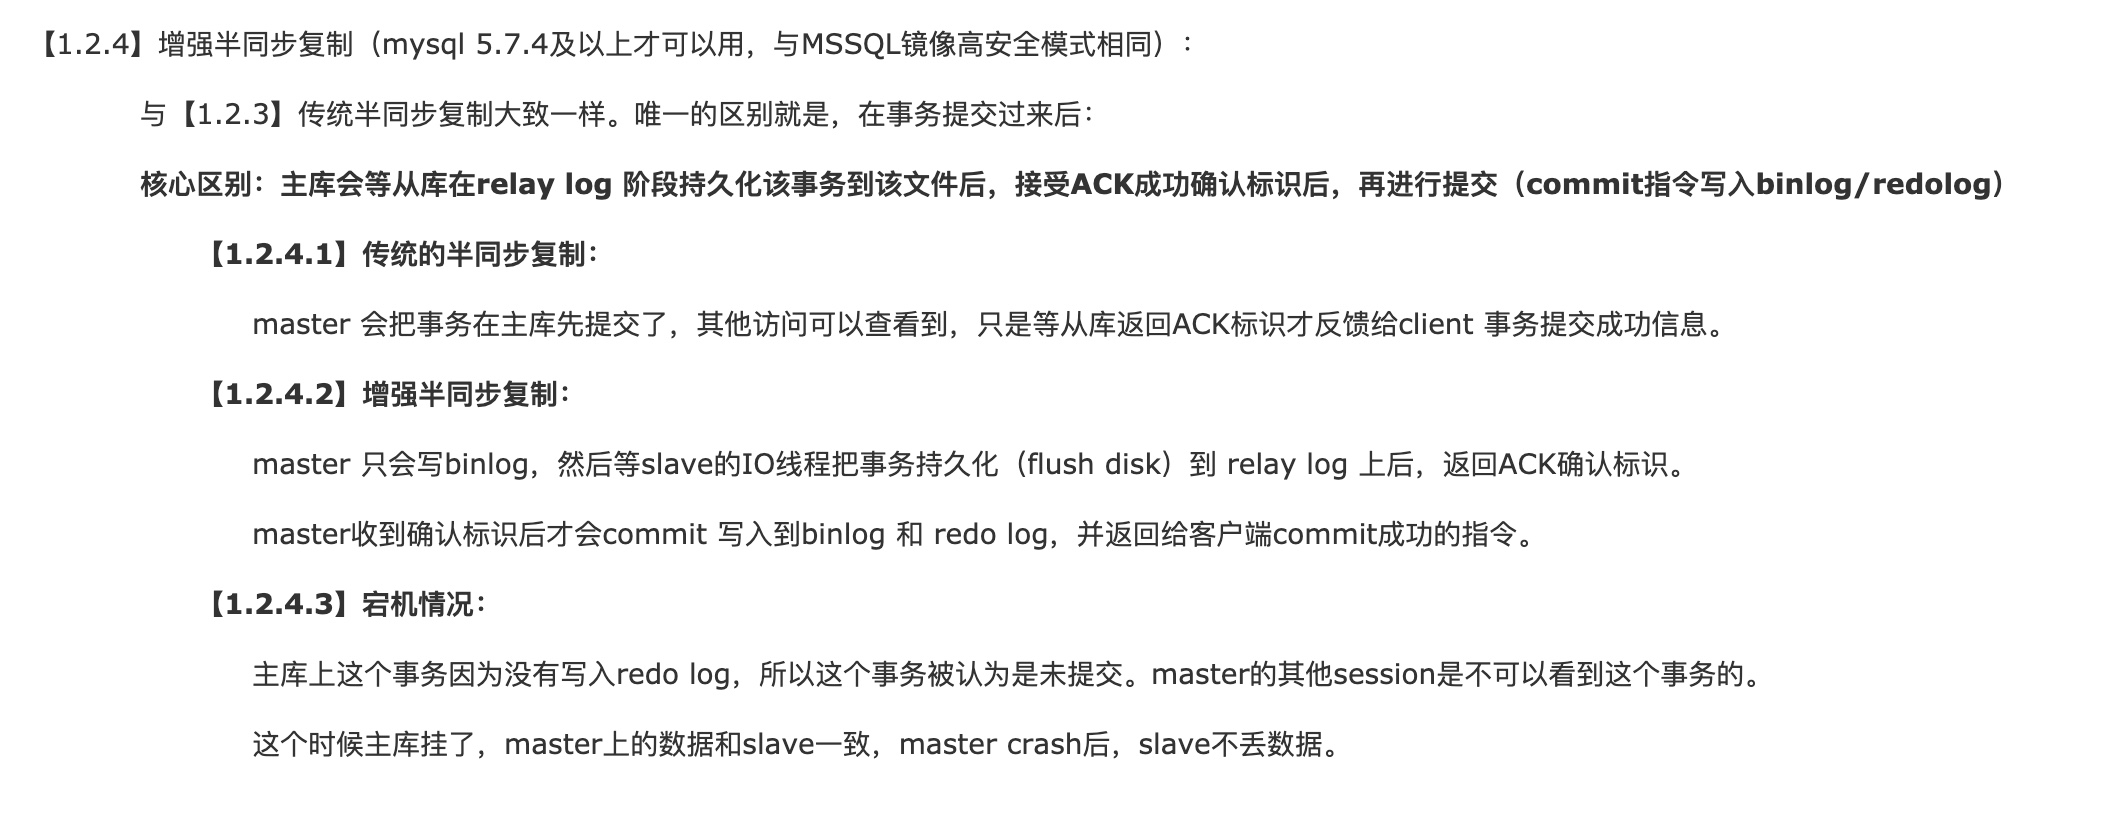 【1.2.4】增强半同步复制（mysql 5.7.4及以上才可以用，与MSSQL镜像高安全模式相同）：
与【1.2.3】传统半同步复制大致一样。唯一的区别就是，在事务提交过来后：
核心区别：主库会等从库在relay log 阶段持久化该事务到该文件后，接受ACK成功确认标识后，再进行提交（commit指令写入binlog/redolog）
【1.2.4.1】传统的半同步复制：
master 会把事务在主库先提交了，其他访问可以查看到，只是等从库返回ACK标识才反馈给client 事务提交成功信息。
【1.2.4.2】增强半同步复制：
master 只会写binlog，然后等slave的IO线程把事务持久化（flush disk）到 relay log 上后，返回ACK确认标识。
master收到确认标识后才会commit 写入到binlog 和 redo log，并返回给客户端commit成功的指令。
【1.2.4.3】宕机情况：
主库上这个事务因为没有写入redo log，所以这个事务被认为是未提交。master的其他session是不可以看到这个事务的。
这个时候主库挂了，master上的数据和slave一致，master crash后，slave不丢数据。